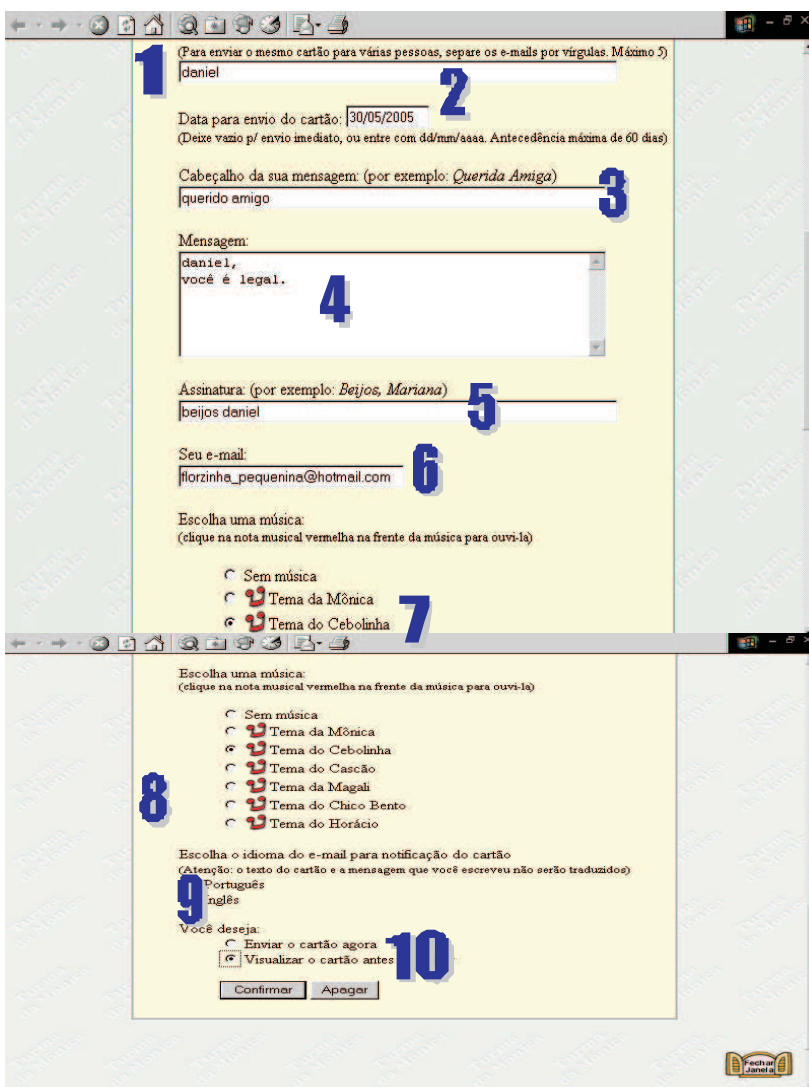 1
(Para enviar o mesmo cartão para várias pessoas, separe os e-mails por vírgulas. Máximo 5)
daniel
2
Data para envio do cartão: 30/05/2005
(Deixe vazio p/ envio imediato, ou entre com dd/mm/aaaa. Antecedência máxima de 60 dias)
Cabeçalho da sua mensagem: (por exemplo: Querida Amiga)
3
querido amigo
Mensagem:
daniel,
você é legal.
4
Assinatura: (por exemplo: Beijos, Mariana)
5
beijos daniel
Seu e-mail:
6
florzinha_pequenina@hotmail.com
Escolha uma música:
(clique na nota musical vermelha na frente da música para ouvi-la)
Sem música
Tema da Mônica
7
Tema do Cebolinha
Escolha uma música:
(clique na nota musical vermelha na frente da música para ouvi-la)
Sem música
Tema da Mônica
Tema do Cebolinha
Tema do Cascão
8
Tema da Magali
Tema do Chico Bento
Tema do Horácio
Escolha o idioma do e-mail para notificação do cartão
(Atenção: o texto do cartão e a mensagem que você escreveu não serão traduzidos)
9
Português
Inglês
Você deseja:
Enviar o cartão agora
10
Visualizar o cartão antes
Confirmar Apagar
Fechar
Janela
Turma
da Mônica